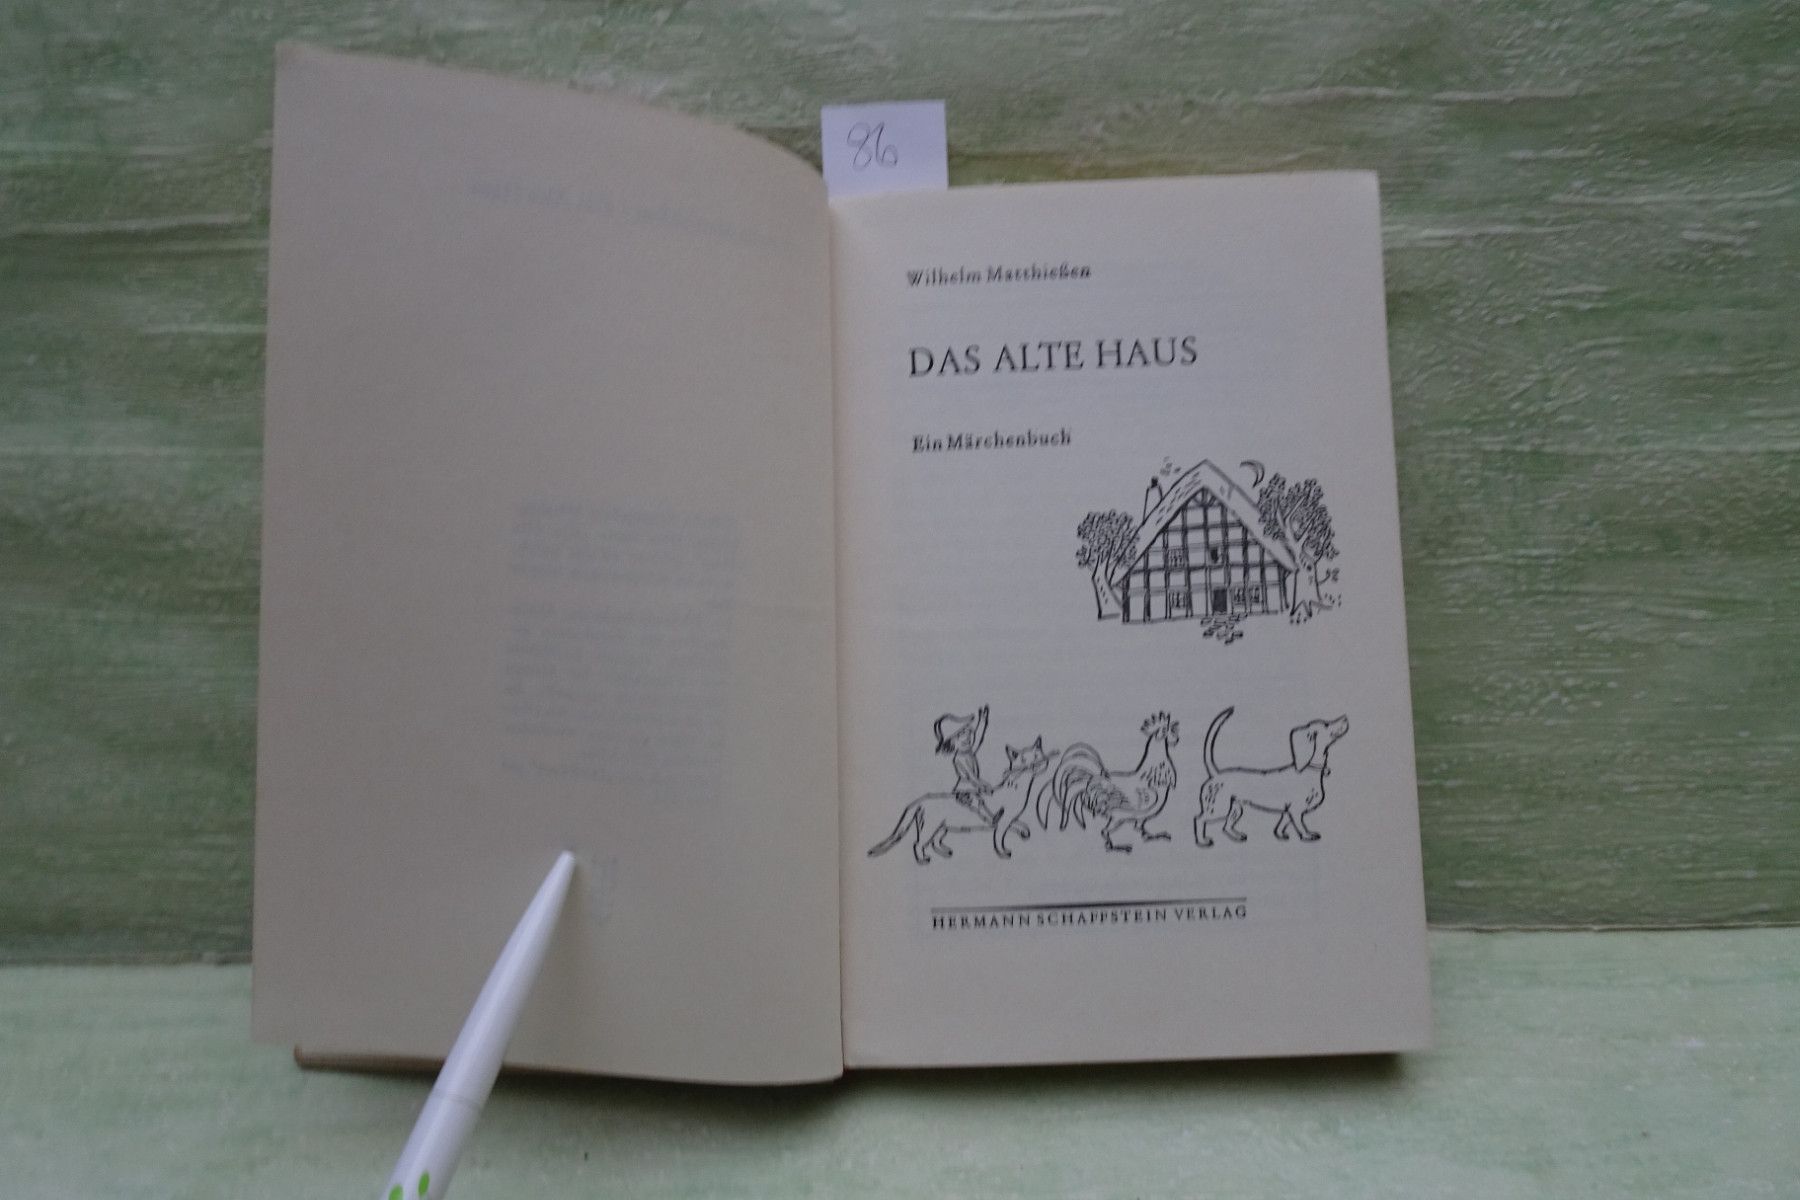 86
Wilhelm Matthießen
DAS ALTE HAUS
Ein Märchenbuch
HERMANN SCHAFFSTEIN VERLAG